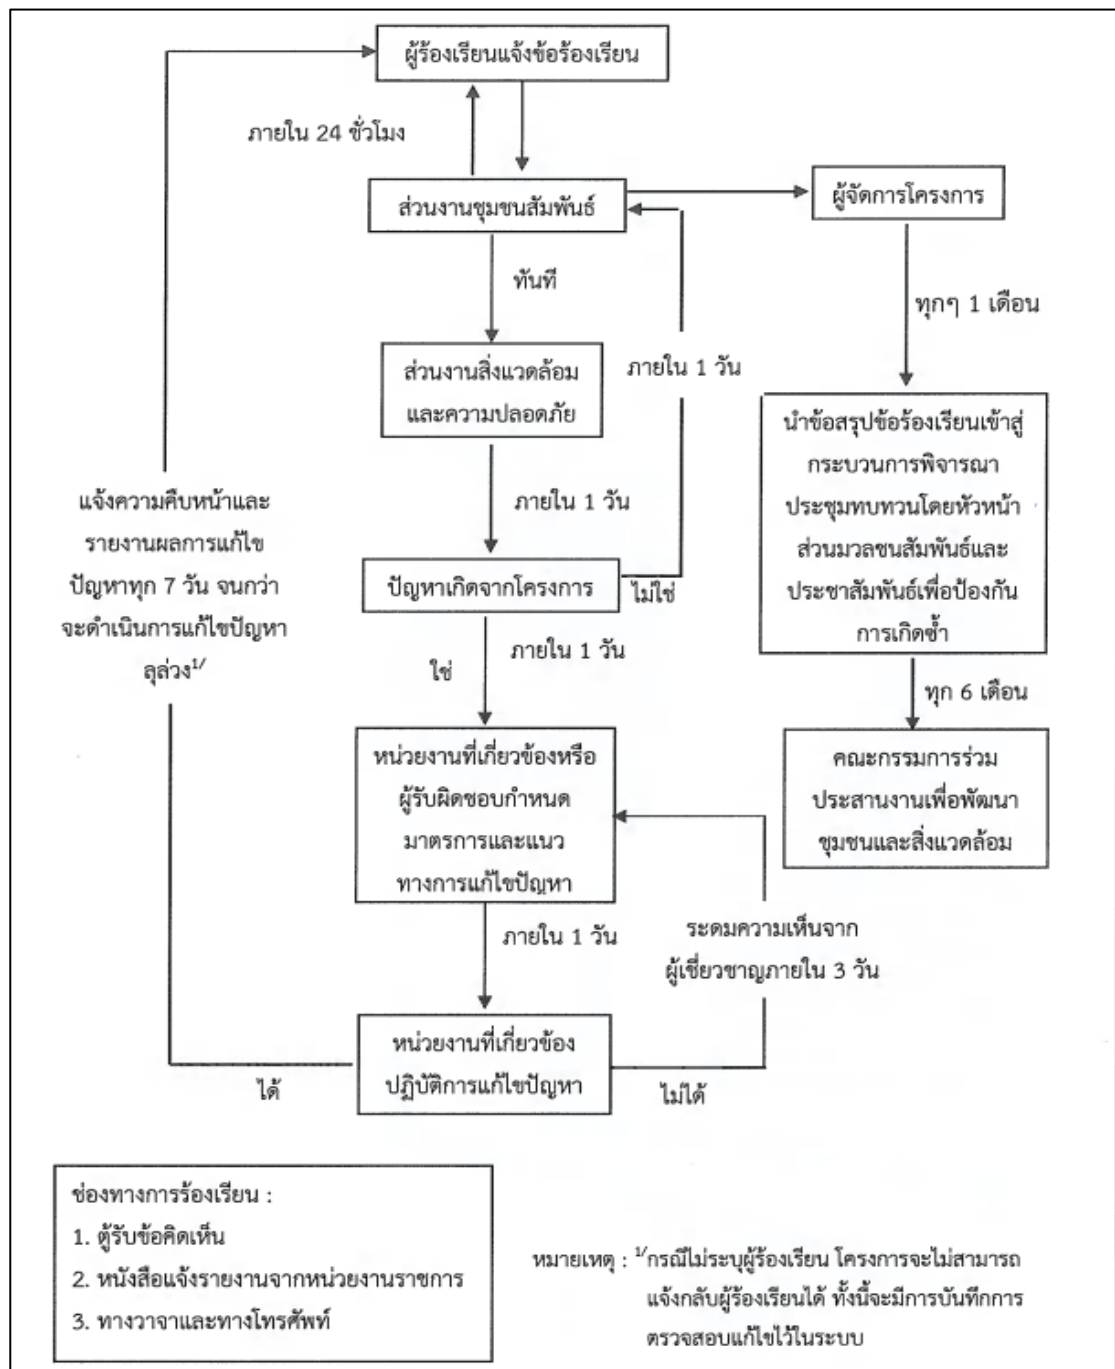 ผู้ร้องเรียนแจ้งข้อร้องเรียน
ภายใน 24 ชั่วโมง
ส่วนงานชุมชนสัมพันธ์
ผู้จัดการโครงการ
ทันที
ทุกๆ 1 เดือน
ส่วนงานสิ่งแวดล้อม
และความปลอดภัย
ภายใน 1 วัน
นำข้อสรุปข้อร้องเรียนเข้าสู่
กระบวนการพิจารณา
ประชุมทบทวนโดยหัวหน้า
ส่วนมวลชนสัมพันธ์และ
ประชาสัมพันธ์เพื่อป้องกัน
การเกิดซ้ำ
แจ้งความคืบหน้าและ
รายงานผลการแก้ไข
ปัญหาทุก 7 วัน จนกว่า
จะดำเนินการแก้ไขปัญหา
ลุล่วง1/
ภายใน 1 วัน
ปัญหาเกิดจากโครงการ
ไม่ใช่
ใช่
ภายใน 1 วัน
ทุก 6 เดือน
หน่วยงานที่เกี่ยวข้องหรือ
ผู้รับผิดชอบกำหนด
มาตรการและแนว
ทางการแก้ไขปัญหา
คณะกรรมการร่วม
ประสานงานเพื่อพัฒนา
ชุมชนและสิ่งแวดล้อม
ภายใน 1 วัน
ระดมความเห็นจาก
ผู้เชี่ยวชาญภายใน 3 วัน
หน่วยงานที่เกี่ยวข้อง
ปฏิบัติการแก้ไขปัญหา
ได้
ไม่ได้
ช่องทางการร้องเรียน :
1. ตู้รับข้อคิดเห็น
2. หนังสือแจ้งรายงานจากหน่วยงานราชการ
3. ทางวาจาและทางโทรศัพท์
หมายเหตุ : 1/กรณีไม่ระบุผู้ร้องเรียน โครงการจะไม่สามารถ
แจ้งกลับผู้ร้องเรียนได้ ทั้งนี้จะมีการบันทึกการ
ตรวจสอบแก้ไขไว้ในระบบ